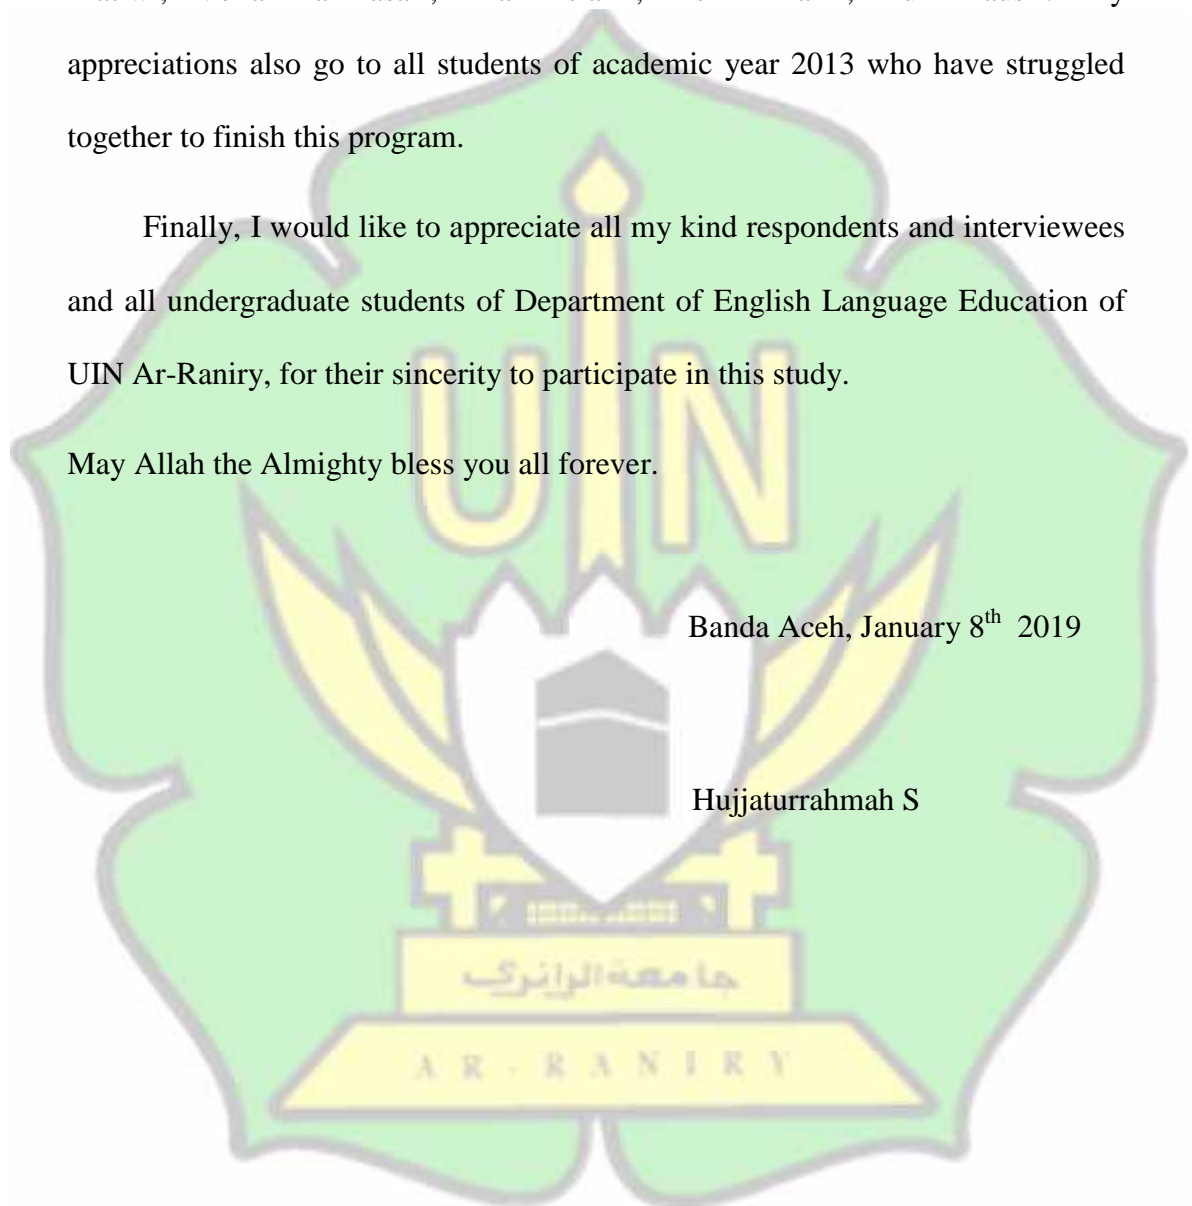 appreciations also go to all students of academic year 2013 who have struggled
together to finish this program.
Finally, I would like to appreciate all my kind respondents and interviewees
and all undergraduate students of Department of English Language Education of
UIN Ar-Raniry, for their sincerity to participate in this study.
May Allah the Almighty bless you all forever.
UIN
Banda Aceh, January 8th 2019
Hujjaturrahmah S
جامعة الرانري
AR-RANIRY